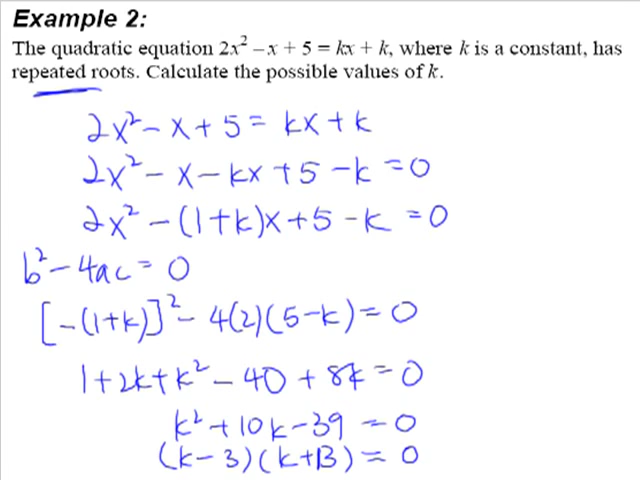 Example 2:
The quadratic equation 2x² – x + 5 = kx + k, where k is a constant, has
repeated roots. Calculate the possible values of k.
2x² – x + 5 = kx + k
2x² – x – kx + 5 – k = 0
2x² – (1+k)x + 5 – k = 0
b² – 4ac = 0
[–(1+k)]² – 4(2)(5–k) = 0
1 + 2k + k² – 40 + 8k = 0
k² + 10k – 39 = 0
(k – 3)(k + 13) = 0